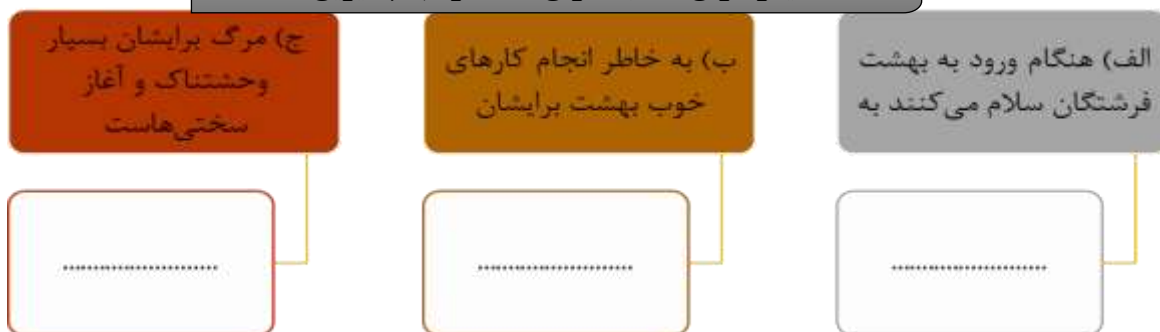 الف) هنگام ورود به بهشت
فرشتگان سلام می‌کنند به
ب) به خاطر انجام کارهای
خوب بهشت برایشان
ج) مرگ برایشان بسیار
وحشتناک و آغاز
سختی‌هاست
..........................
..........................
..........................